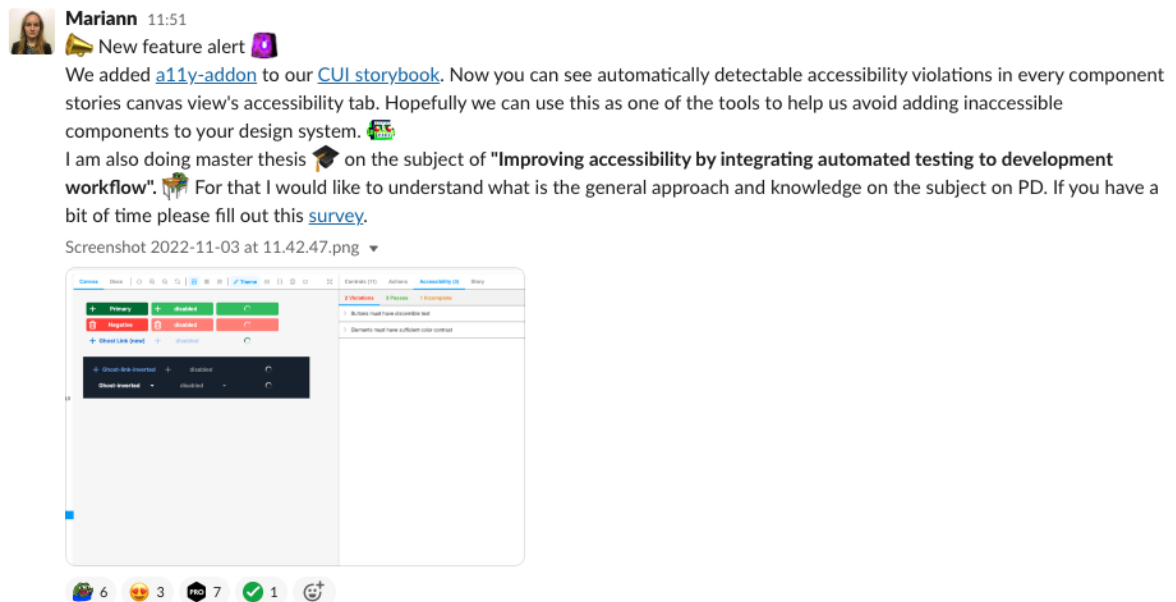 Mariann 11:51
New feature alert
We added a11y-addon to our CUI storybook. Now you can see automatically detectable accessibility violations in every component
stories canvas view's accessibility tab. Hopefully we can use this as one of the tools to help us avoid adding inaccessible
components to your design system.
I am also doing master thesis on the subject of "Improving accessibility by integrating automated testing to development
workflow". For that I would like to understand what is the general approach and knowledge on the subject on PD. If you have a
bit of time please fill out this survey.
Screenshot 2022-11-03 at 11.42.47.png
Canvas Docs Theme Controls (11) Actions Accessibility (3) Story
2 Violations 3 Passes 1 Incomplete
Primary disabled
Buttons must have discernible text
Negative disabled
Elements must have sufficient color contrast
Ghost Link (new) disabled
Ghost-link-inverted disabled
Ghost-inverted disabled
6 3 PRO 7 1